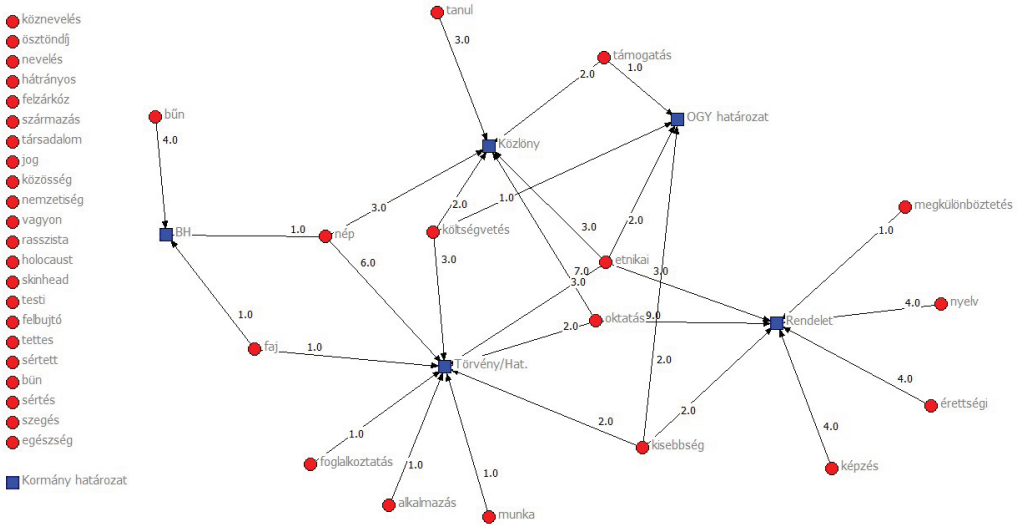 köznevelés
ösztöndíj
nevelés
hátrányos
felzárkóz
származás
társadalom
jog
közösség
nemzetiség
vagyon
rasszista
holocaust
skinhead
testi
felbujtó
tettes
sértett
bün
sértés
szegés
egészség
Kormány határozat
tanul
3.0
támogatás
2.0
1.0
bűn
4.0
OGY határozat
Közlöny
1.0
megkülönböztetés
1.0
3.0
2.0
2.0
BH
1.0
nép
költségvetés
3.0
6.0
3.0
etnikai
7.0
3.0
3.0
nyelv
4.0
1.0
oktatás
9.0
Rendelet
2.0
faj
1.0
Törvény/Hat.
2.0
4.0
érettségi
2.0
1.0
2.0
4.0
kisebbség
foglalkoztatás
1.0
1.0
képzés
alkalmazás
munka